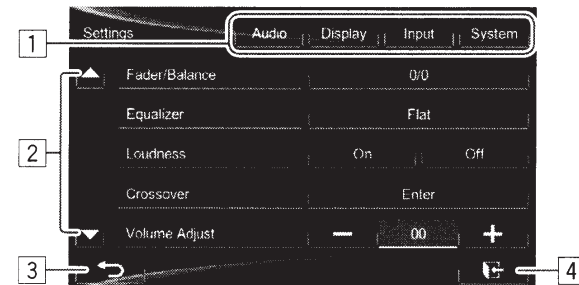 1
Settings Audio Display Input System
2
Fader/Balance 0/0
Equalizer Flat
Loudness On Off
Crossover Enter
Volume Adjust − 00 +
3
4